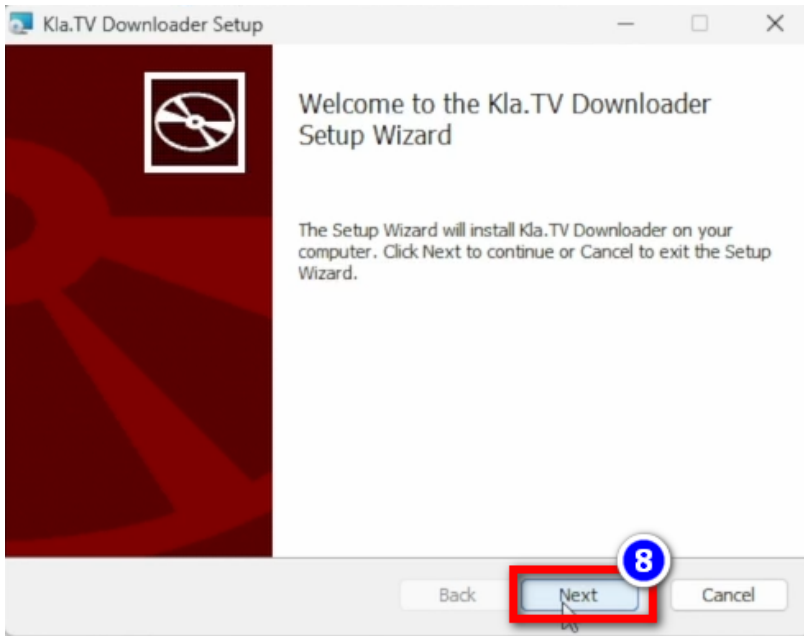 Kla.TV Downloader Setup
Welcome to the Kla.TV Downloader
Setup Wizard
The Setup Wizard will install Kla.TV Downloader on your
computer. Click Next to continue or Cancel to exit the Setup
Wizard.
8
Back Next Cancel